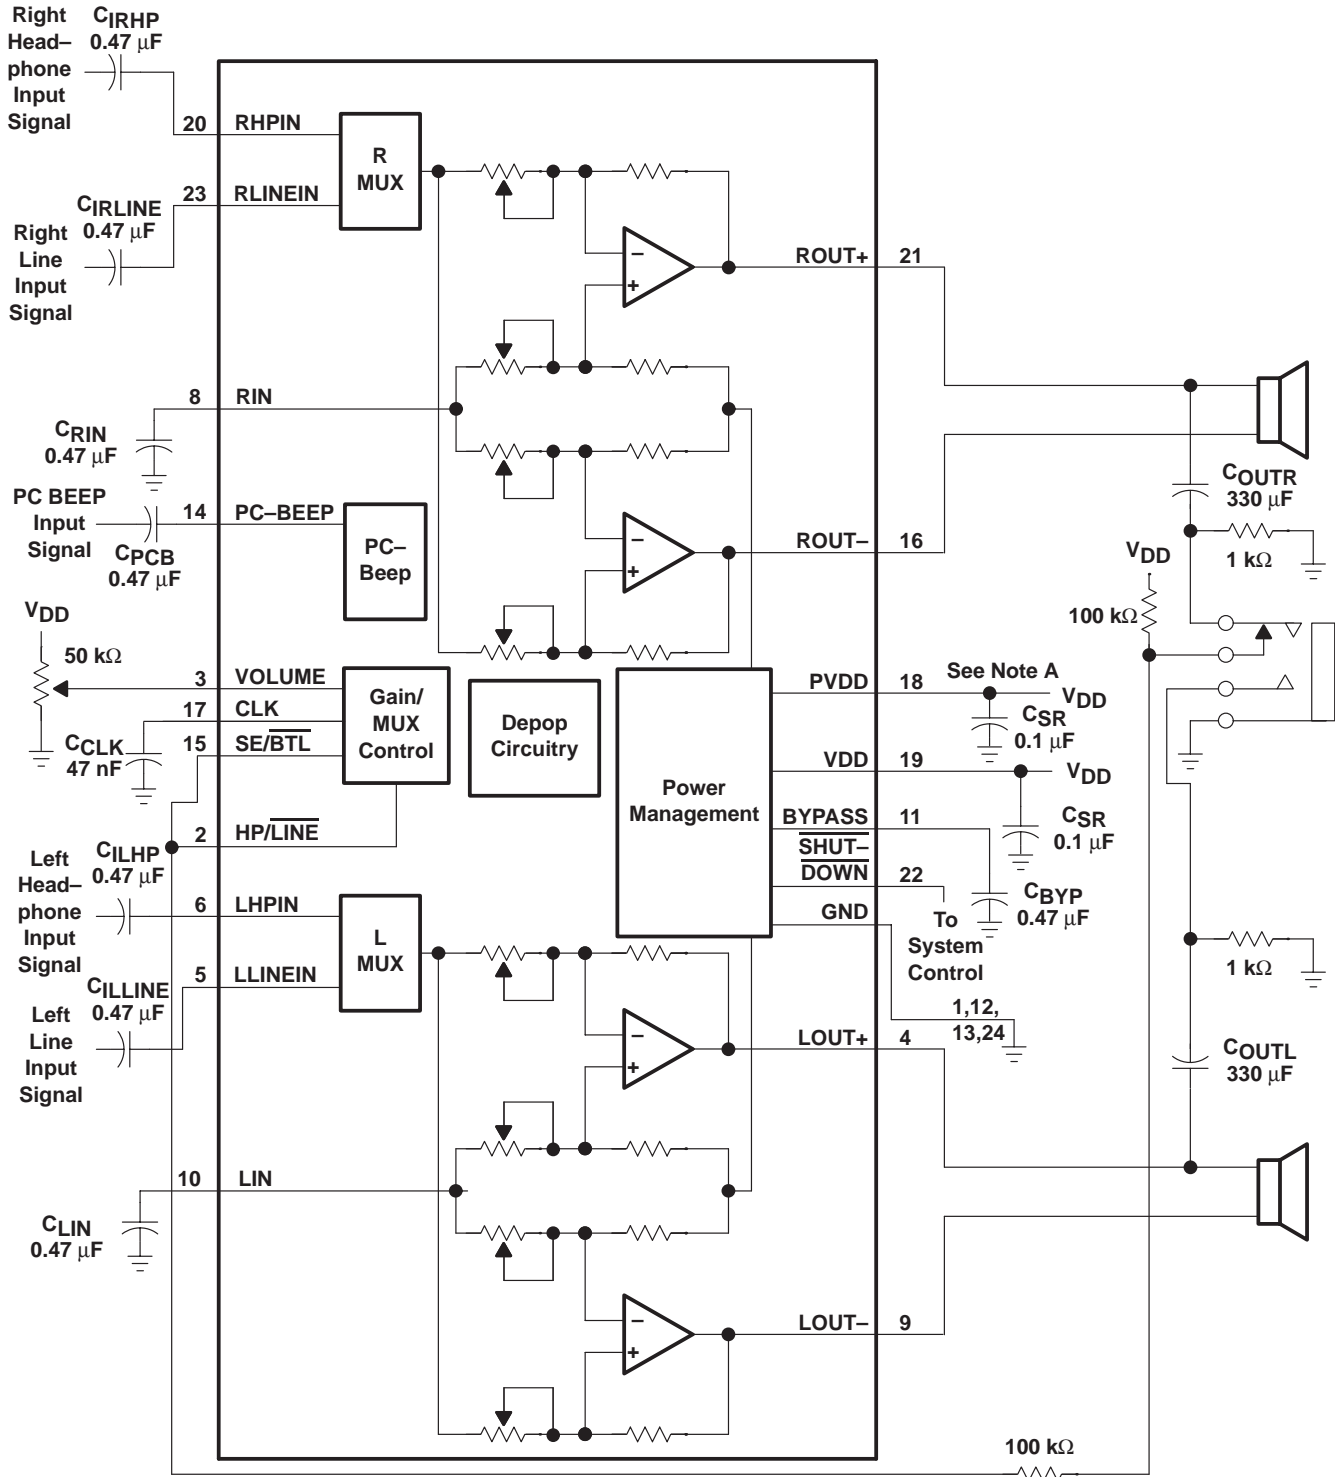 Right
Head–
phone
Input
Signal
CIRHP
0.47 μF
20
RHPIN
R
MUX
23
RLINEIN
CIRLINE
0.47 μF
Right
Line
Input
Signal
–
+
ROUT+
21
8
RIN
CRIN
0.47 μF
COUTR
330 μF
PC BEEP
Input
Signal
14
PC–BEEP
CPCB
0.47 μF
PC–
Beep
–
+
ROUT–
16
1 kΩ
VDD
100 kΩ
VDD
50 kΩ
3
VOLUME
17
CLK
15
SE/BTL
CCLK
47 nF
Gain/
MUX
Control
Depop
Circuitry
Power
Management
PVDD
18
See Note A
VDD
CSR
0.1 μF
VDD
19
VDD
CSR
0.1 μF
BYPASS
11
SHUT–
DOWN
22
CBYP
0.47 μF
GND
To
System
Control
1,12,
13,24
2
HP/LINE
Left
Head–
phone
Input
Signal
CILHP
0.47 μF
6
LHPIN
L
MUX
5
LLINEIN
CILLINE
0.47 μF
Left
Line
Input
Signal
1 kΩ
–
+
LOUT+
4
COUTL
330 μF
10
LIN
CLIN
0.47 μF
–
+
LOUT–
9
100 kΩ